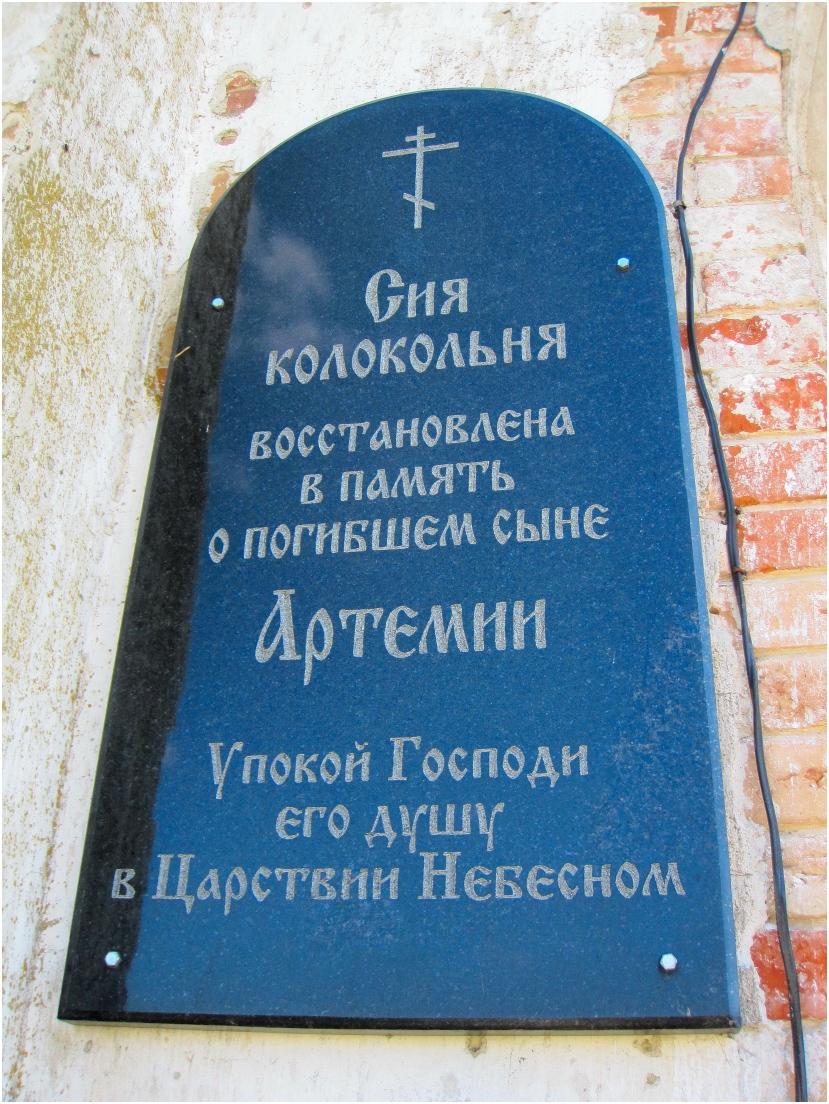 Сия
колокольня
восстановлена
в память
о погибшем сыне
Артемии
Упокой Господи
его душу
в Царствии Небесном